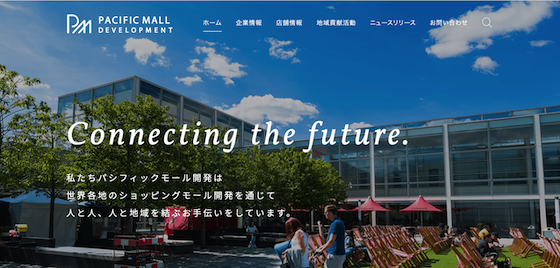 PACIFIC MALL
DEVELOPMENT
ホーム 企業情報 店舗情報 地域貢献活動 ニュースリリース お問い合わせ
Connecting the future.
私たちパシフィックモール開発は
世界各地のショッピングモール開発を通じて
人と人、人と地域を結ぶお手伝いをしています。